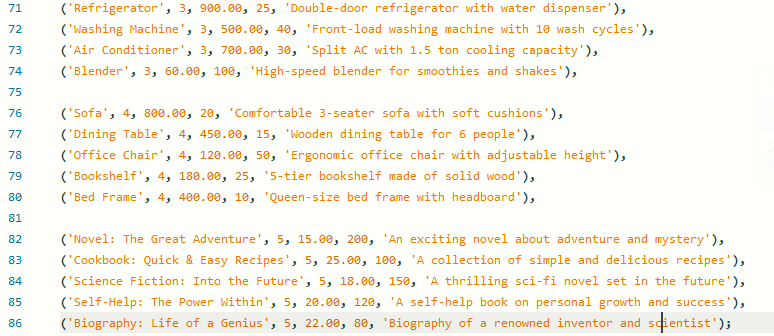 71 ('Refrigerator', 3, 900.00, 25, 'Double-door refrigerator with water dispenser'),
72 ('Washing Machine', 3, 500.00, 40, 'Front-load washing machine with 10 wash cycles'),
73 ('Air Conditioner', 3, 700.00, 30, 'Split AC with 1.5 ton cooling capacity'),
74 ('Blender', 3, 60.00, 100, 'High-speed blender for smoothies and shakes'),
75
76 ('Sofa', 4, 800.00, 20, 'Comfortable 3-seater sofa with soft cushions'),
77 ('Dining Table', 4, 450.00, 15, 'Wooden dining table for 6 people'),
78 ('Office Chair', 4, 120.00, 50, 'Ergonomic office chair with adjustable height'),
79 ('Bookshelf', 4, 180.00, 25, '5-tier bookshelf made of solid wood'),
80 ('Bed Frame', 4, 400.00, 10, 'Queen-size bed frame with headboard'),
81
82 ('Novel: The Great Adventure', 5, 15.00, 200, 'An exciting novel about adventure and mystery'),
83 ('Cookbook: Quick & Easy Recipes', 5, 25.00, 100, 'A collection of simple and delicious recipes'),
84 ('Science Fiction: Into the Future', 5, 18.00, 150, 'A thrilling sci-fi novel set in the future'),
85 ('Self-Help: The Power Within', 5, 20.00, 120, 'A self-help book on personal growth and success'),
86 ('Biography: Life of a Genius', 5, 22.00, 80, 'Biography of a renowned inventor and scientist');